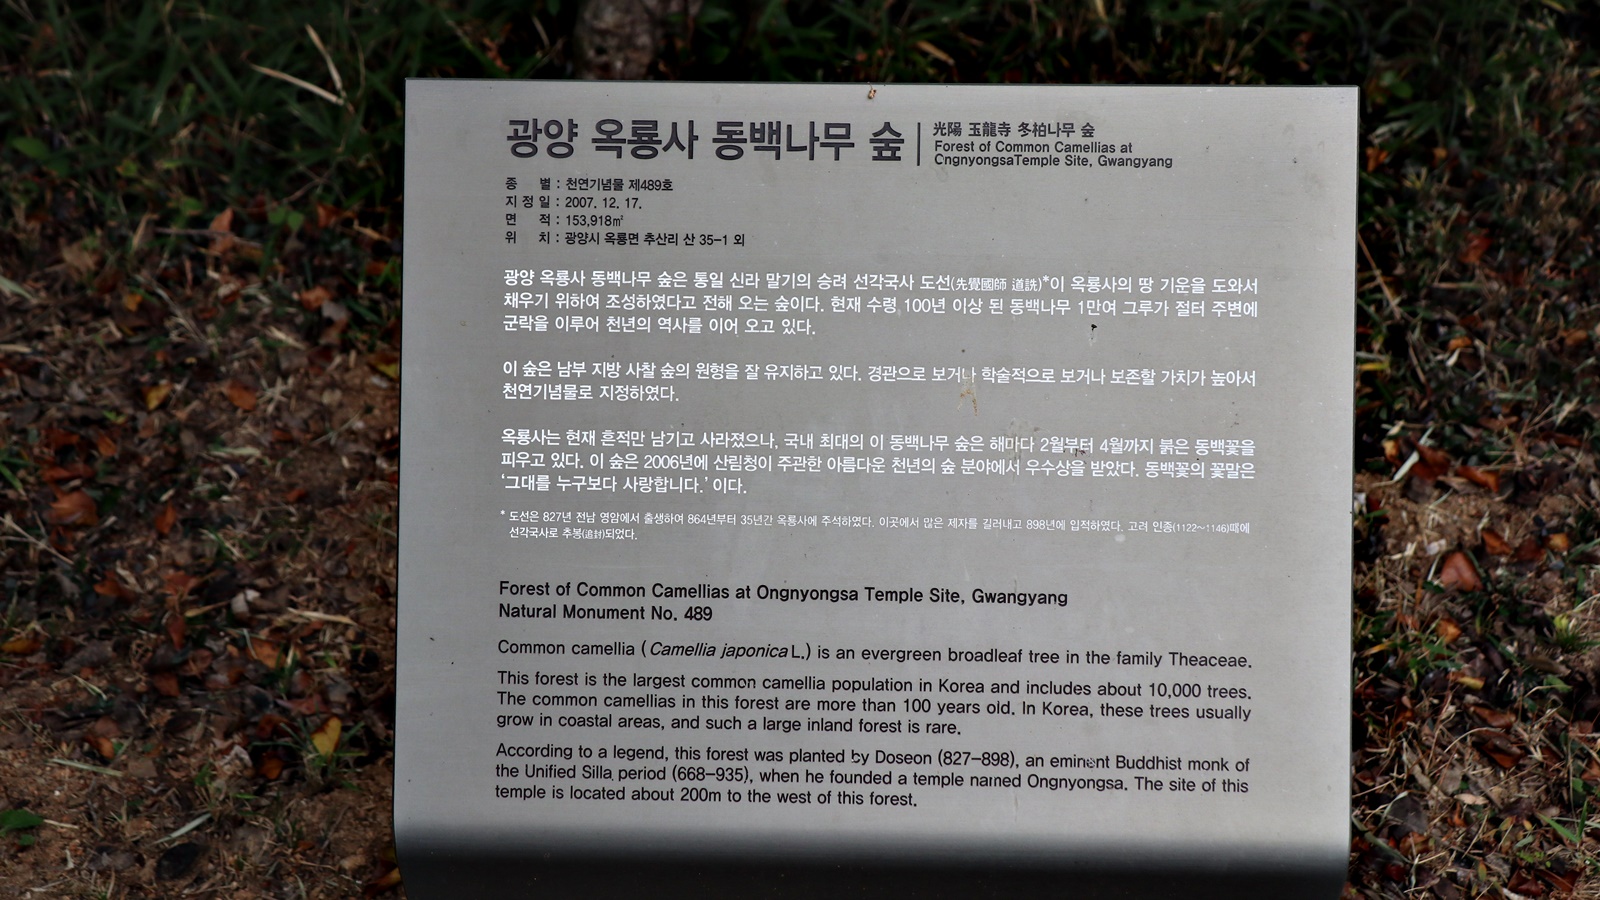 광양 옥룡사 동백나무 숲
光陽 玉龍寺 冬柏나무 숲
Forest of Common Camellias at
OngnyongsaTemple Site, Gwangyang
종 별 : 천연기념물 제489호
지 정 일 : 2007. 12. 17.
면 적 : 153,918㎡
위 치 : 광양시 옥룡면 추산리 산 35-1 외
광양 옥룡사 동백나무 숲은 통일 신라 말기의 승려 선각국사 도선(先覺國師 道詵)*이 옥룡사의 땅 기운을 도와서
채우기 위하여 조성하였다고 전해 오는 숲이다. 현재 수령 100년 이상 된 동백나무 1만여 그루가 절터 주변에
군락을 이루어 천년의 역사를 이어 오고 있다.
이 숲은 남부 지방 사찰 숲의 원형을 잘 유지하고 있다. 경관으로 보거나 학술적으로 보거나 보존할 가치가 높아서
천연기념물로 지정하였다.
옥룡사는 현재 흔적만 남기고 사라졌으나, 국내 최대의 이 동백나무 숲은 해마다 2월부터 4월까지 붉은 동백꽃을
피우고 있다. 이 숲은 2006년에 산림청이 주관한 아름다운 천년의 숲 분야에서 우수상을 받았다. 동백꽃의 꽃말은
‘그대를 누구보다 사랑합니다.’ 이다.
* 도선은 827년 전남 영암에서 출생하여 864년부터 35년간 옥룡사에 주석하였다. 이곳에서 많은 제자를 길러내고 898년에 입적하였다. 고려 인종(1122~1146)때에
선각국사로 추봉(追封)되었다.
Forest of Common Camellias at Ongnyongsa Temple Site, Gwangyang
Natural Monument No. 489
Common camellia (Camellia japonica L.) is an evergreen broadleaf tree in the family Theaceae.
This forest is the largest common camellia population in Korea and includes about 10,000 trees.
The common camellias in this forest are more than 100 years old. In Korea, these trees usually
grow in coastal areas, and such a large inland forest is rare.
According to a legend, this forest was planted by Doseon (827-898), an eminent Buddhist monk of
the Unified Silla period (668-935), when he founded a temple named Ongnyongsa. The site of this
temple is located about 200m to the west of this forest.